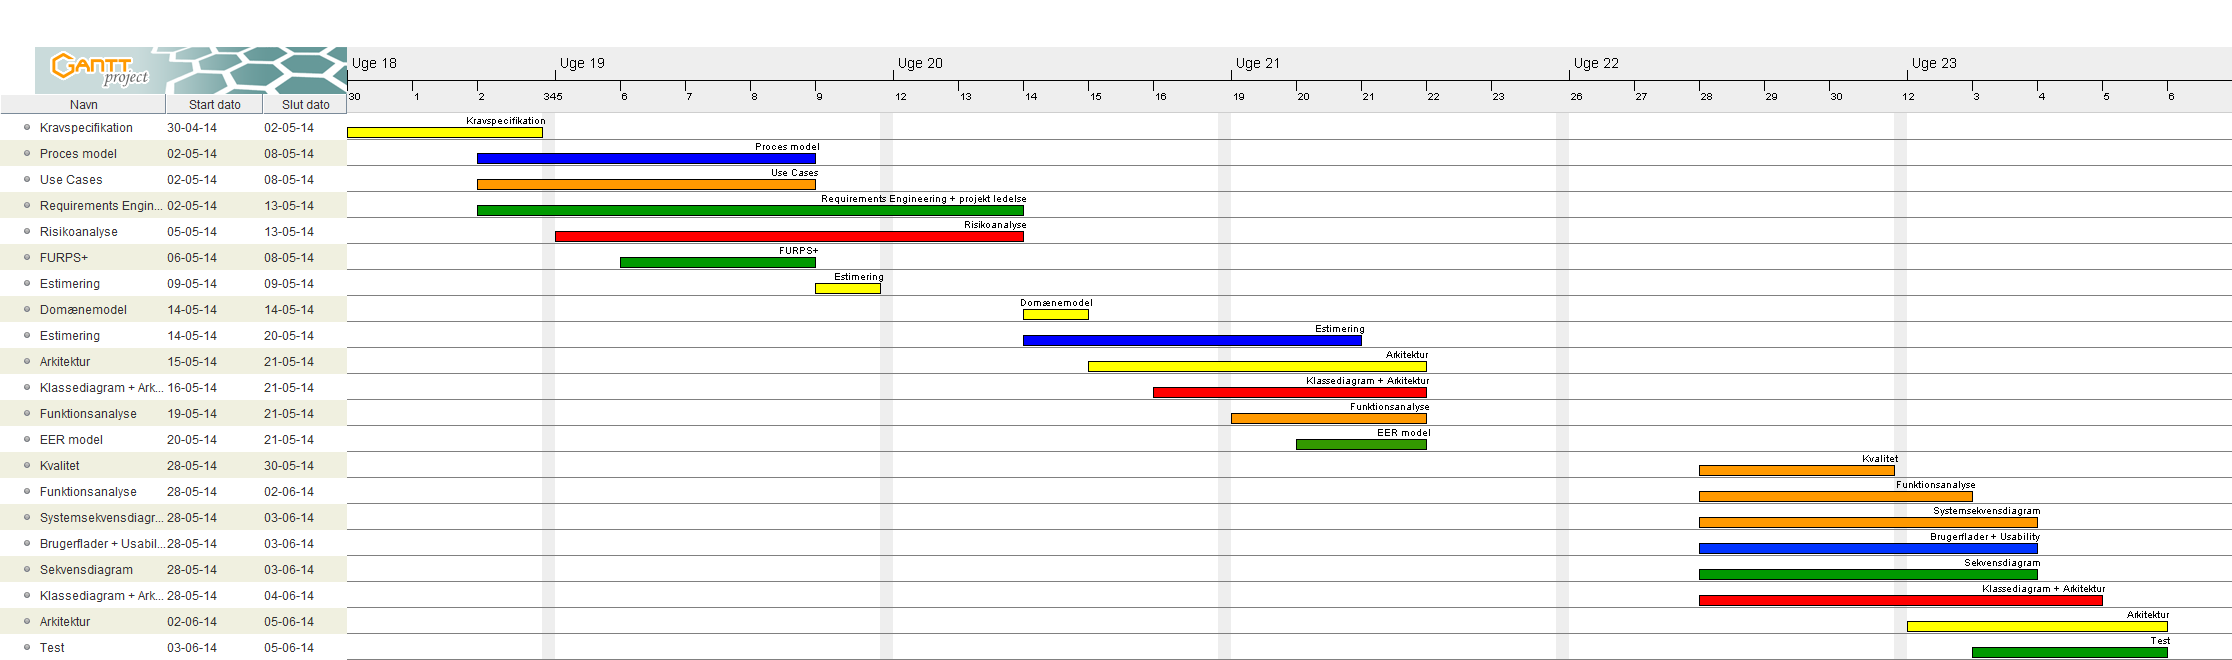 GANTT
project
Uge 18 Uge 19 Uge 20 Uge 21 Uge 22 Uge 23
Navn Start dato Slut dato
30 1 2 345 6 7 8 9 12 13 14 15 16 19 20 21 22 23 26 27 28 29 30 12 3 4 5 6
Kravspecifikation 30-04-14 02-05-14 Kravspecifikation
Proces model 02-05-14 08-05-14 Proces model
Use Cases 02-05-14 08-05-14 Use Cases
Requirements Engin... 02-05-14 13-05-14 Requirements Engineering + projekt ledelse
Risikoanalyse 05-05-14 13-05-14 Risikoanalyse
FURPS+ 06-05-14 08-05-14 FURPS+
Estimering 09-05-14 09-05-14 Estimering
Domænemodel 14-05-14 14-05-14 Domænemodel
Estimering 14-05-14 20-05-14 Estimering
Arkitektur 15-05-14 21-05-14 Arkitektur
Klassediagram + Ark... 16-05-14 21-05-14 Klassediagram + Arkitektur
Funktionsanalyse 19-05-14 21-05-14 Funktionsanalyse
EER model 20-05-14 21-05-14 EER model
Kvalitet 28-05-14 30-05-14 Kvalitet
Funktionsanalyse 28-05-14 02-06-14 Funktionsanalyse
Systemsekvensdiagr... 28-05-14 03-06-14 Systemsekvensdiagram
Brugerflader + Usabil... 28-05-14 03-06-14 Brugerflader + Usability
Sekvensdiagram 28-05-14 03-06-14 Sekvensdiagram
Klassediagram + Ark... 28-05-14 04-06-14 Klassediagram + Arkitektur
Arkitektur 02-06-14 05-06-14 Arkitektur
Test 03-06-14 05-06-14 Test